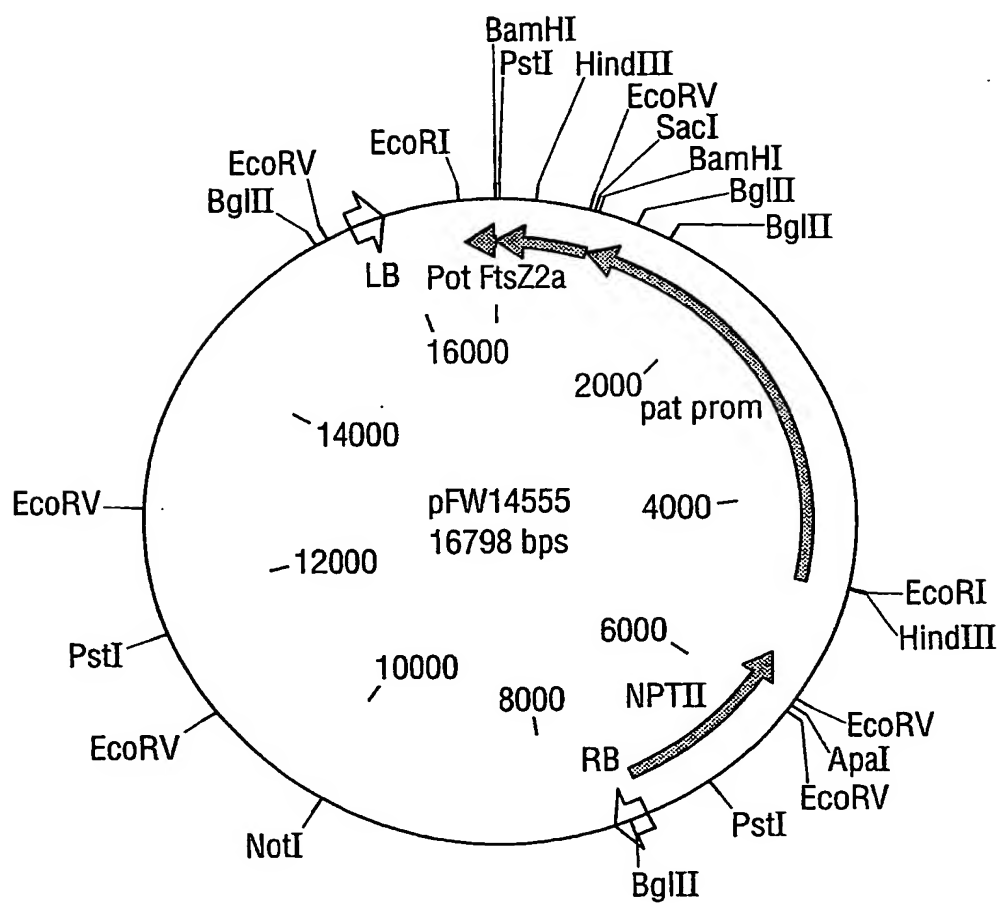 BamHI
PstI
HindIII
EcoRV
SacI
BamHI
BglII
BglII
EcoRI
EcoRV
BglII
LB
Pot FtsZ2a
16000
2000
pat prom
14000
EcoRV
pFW14555
16798 bps
4000
12000
EcoRI
HindIII
6000
PstI
10000
8000
NPTII
EcoRV
EcoRV
ApaI
EcoRV
RB
PstI
NotI
BglII